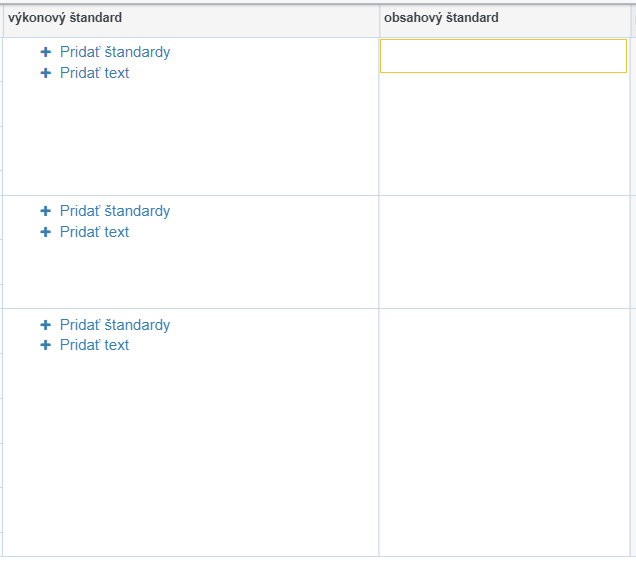 výkonový štandard
obsahový štandard
Pridať štandardy
Pridať text
Pridať štandardy
Pridať text
Pridať štandardy
Pridať text